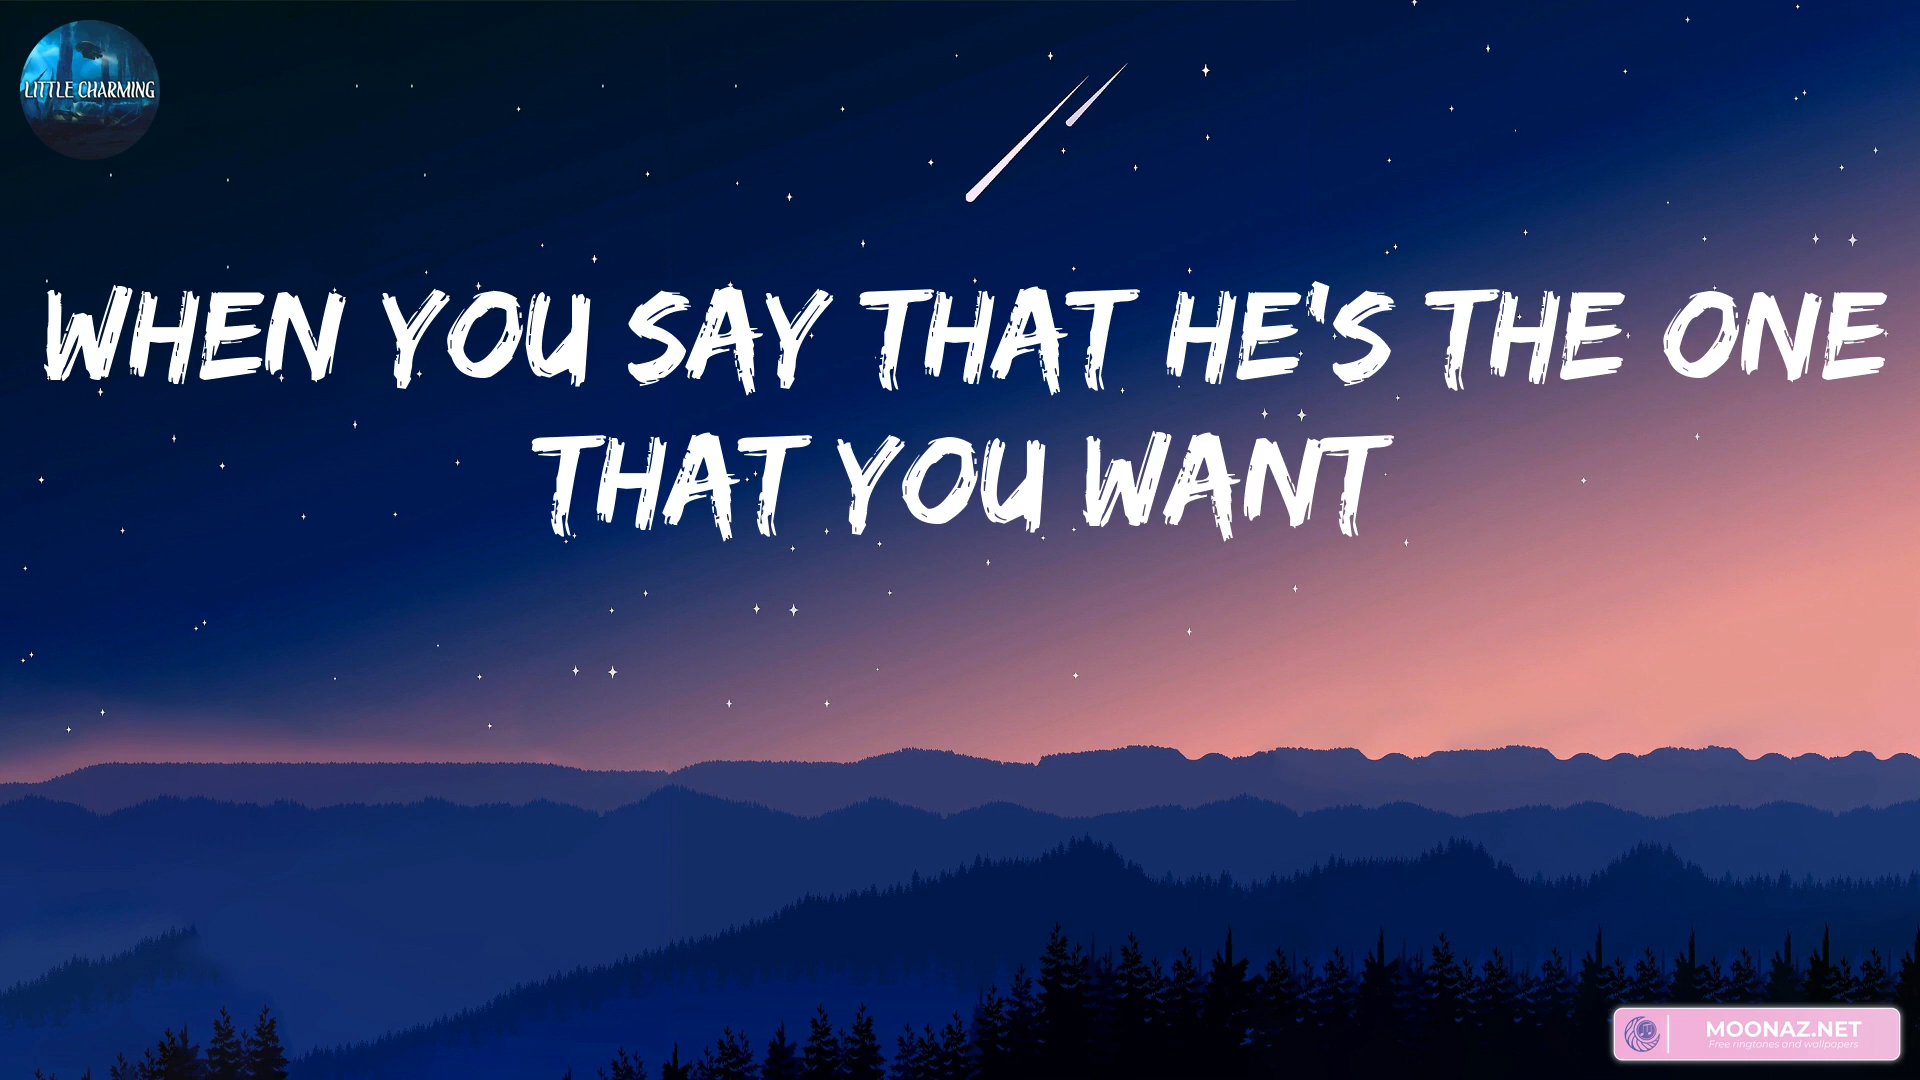 LITTLE CHARMING
WHEN YOU SAY THAT HE'S THE ONE
THAT YOU WANT
MOONAZ.NET
Free ringtones and wallpapers